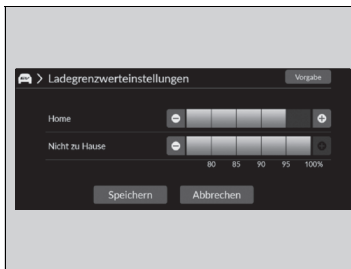 > Ladegrenzwerteinstellungen Vorgabe
Home
Nicht zu Hause
80 85 90 95 100%
Speichern Abbrechen